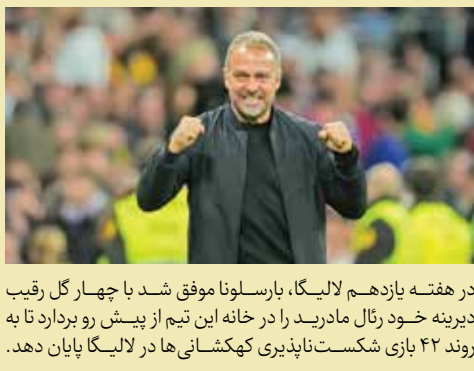 در هفته یازدهم لالیگا، بارسلونا موفق شد با چهار گل رقیب
دیرینه خود رئال مادرید را در خانه این تیم از پیش رو بردارد تا به
روند ۴۲ بازی شکست‌ناپذیری کهکشانی‌ها در لالیگا پایان دهد.